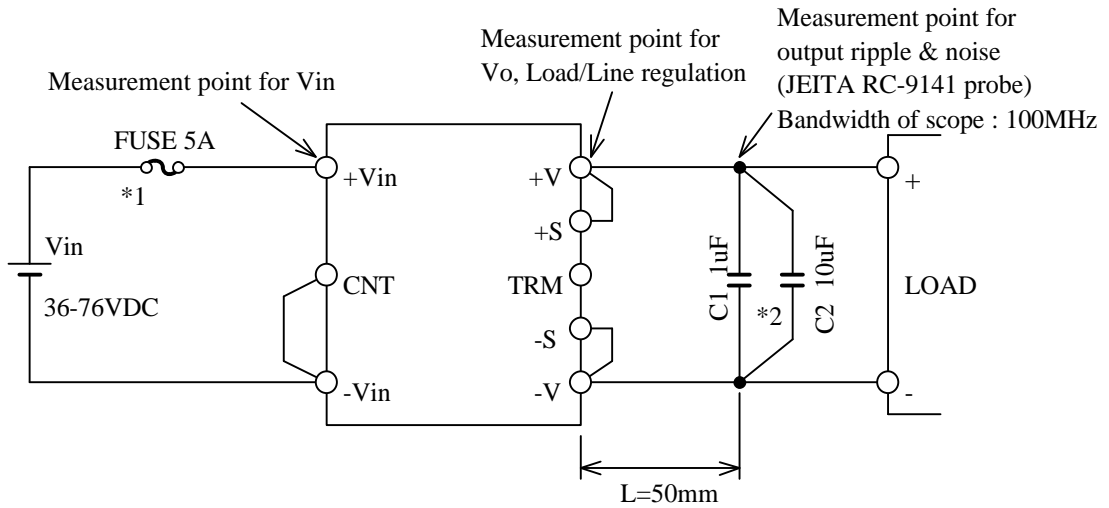 Measurement point for
output ripple & noise
(JEITA RC-9141 probe)
Bandwidth of scope : 100MHz
Measurement point for
Vo, Load/Line regulation
Measurement point for Vin
FUSE 5A
*1
+Vin
+V
+
+S
Vin
36-76VDC
CNT
TRM
C1 1uF
*2
C2 10uF
LOAD
-S
-Vin
-V
-
L=50mm